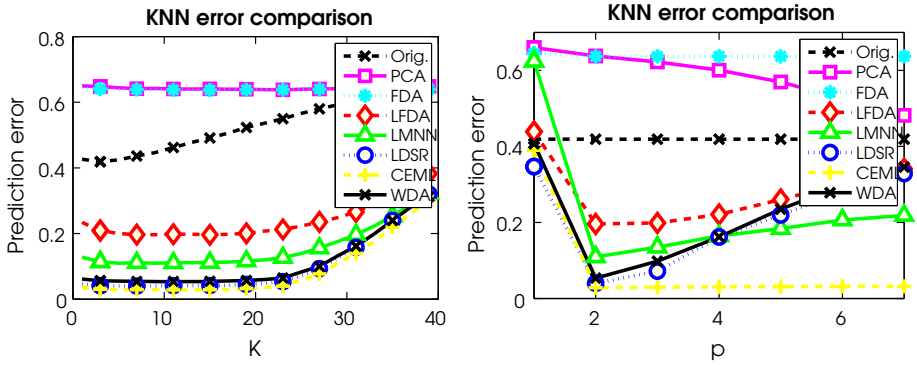 KNN error comparison
Prediction error
0.8
0.6
0.4
0.2
0
0
10
20
30
40
K
Orig.
PCA
FDA
LFDA
LMNN
LDSR
CEML
WDA
KNN error comparison
Prediction error
0.6
0.4
0.2
0
2
4
6
p
Orig.
PCA
FDA
LFDA
LMNN
LDSR
CEML
WDA